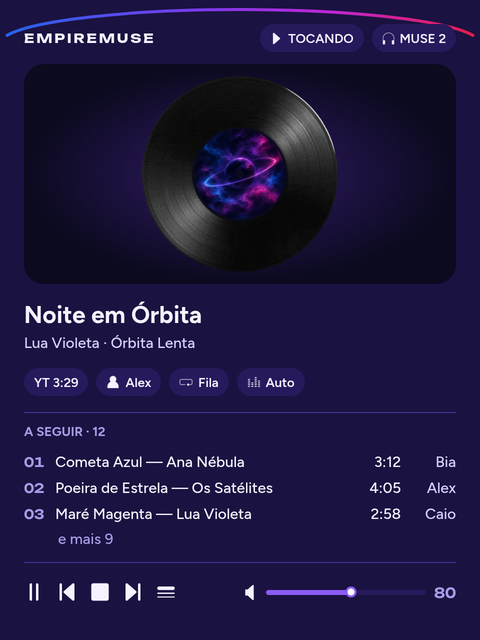 EMPIREMUSE TOCANDO MUSE 2
Noite em Órbita
Lua Violeta · Órbita Lenta
YT 3:29 Alex Fila Auto
A SEGUIR · 12
01 Cometa Azul — Ana Nébula 3:12 Bia
02 Poeira de Estrela — Os Satélites 4:05 Alex
03 Maré Magenta — Lua Violeta 2:58 Caio
e mais 9
80